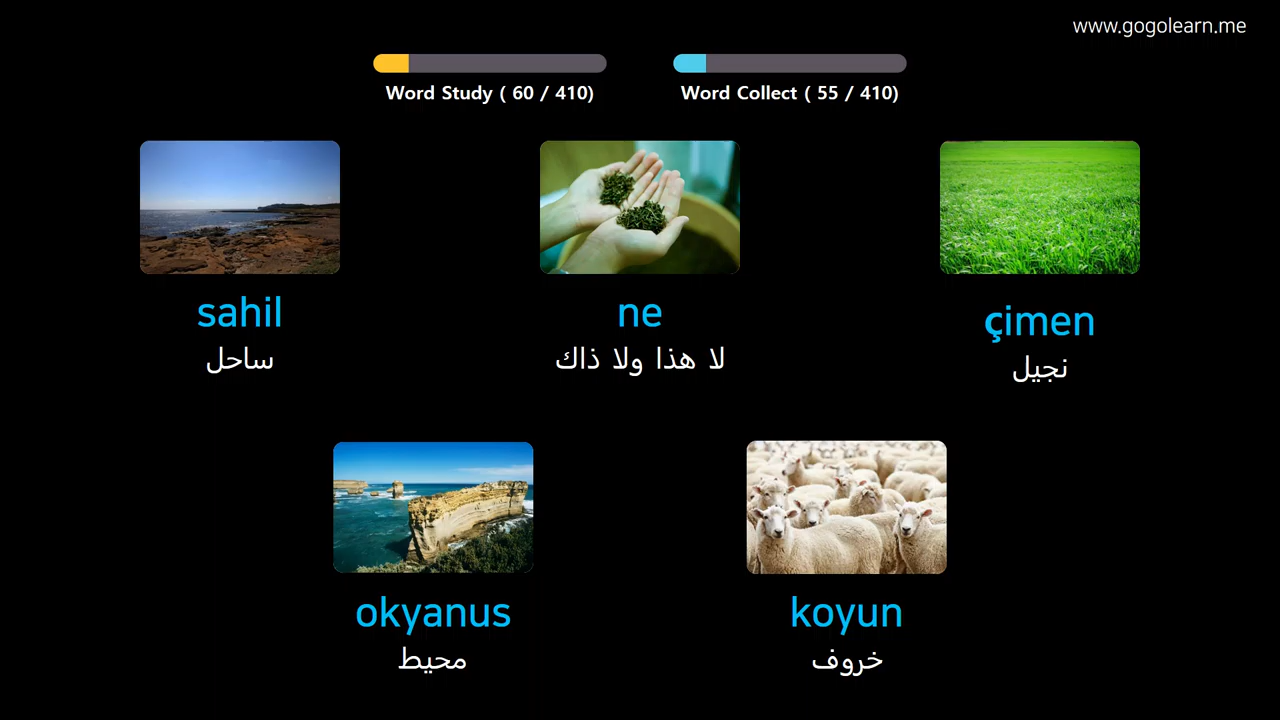 www.gogolearn.me
Word Study ( 60 / 410)
Word Collect ( 55 / 410)
sahil
ساحل
ne
لا هذا ولا ذاك
çimen
نجيل
okyanus
محيط
koyun
خروف